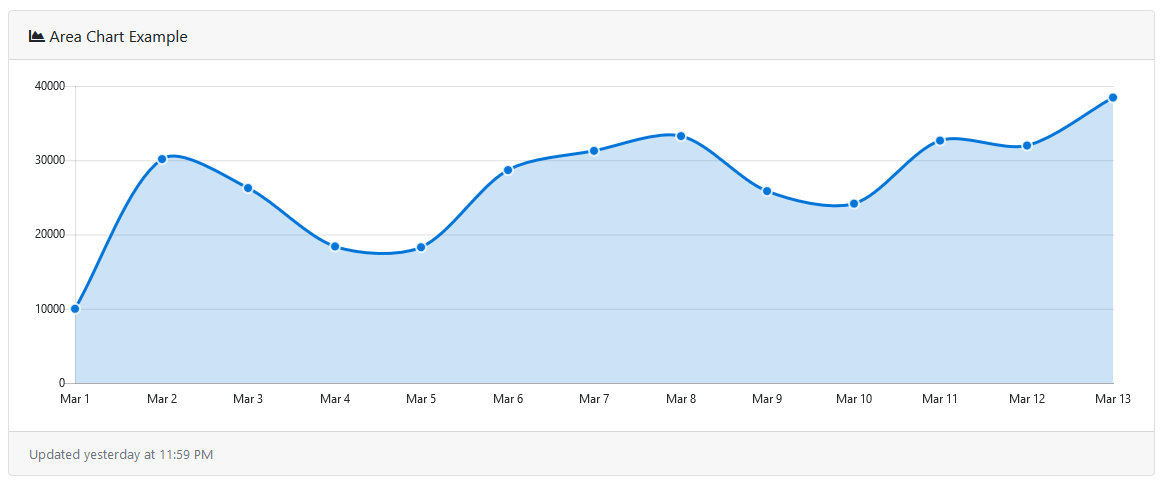 Area Chart Example
40000
30000
20000
10000
0
Mar 1 Mar 2 Mar 3 Mar 4 Mar 5 Mar 6 Mar 7 Mar 8 Mar 9 Mar 10 Mar 11 Mar 12 Mar 13
Updated yesterday at 11:59 PM